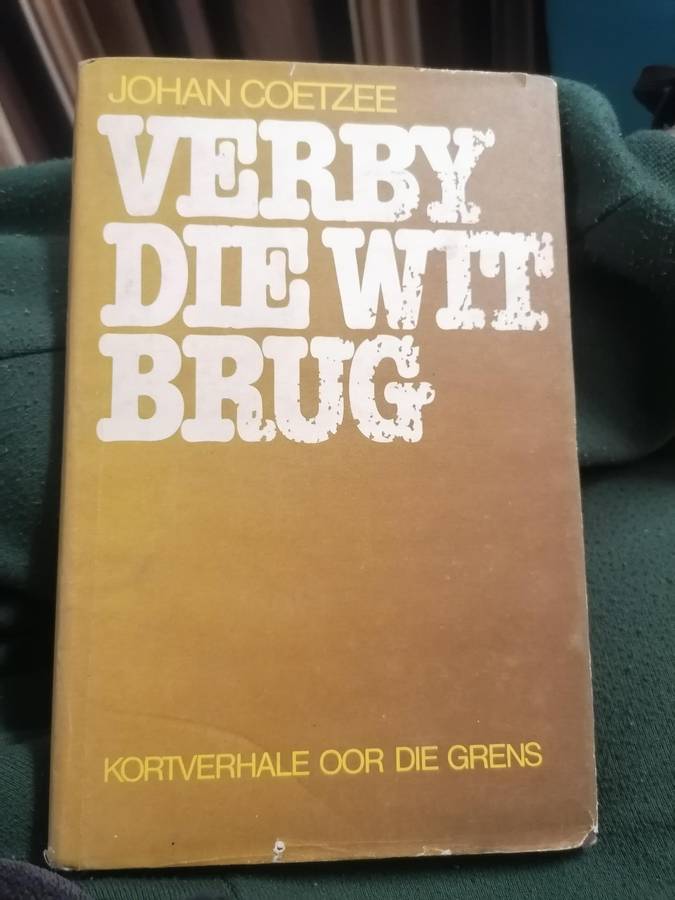 JOHAN COETZEE
VERBY
DIE WIT
BRUG
KORTVERHALE OOR DIE GRENS